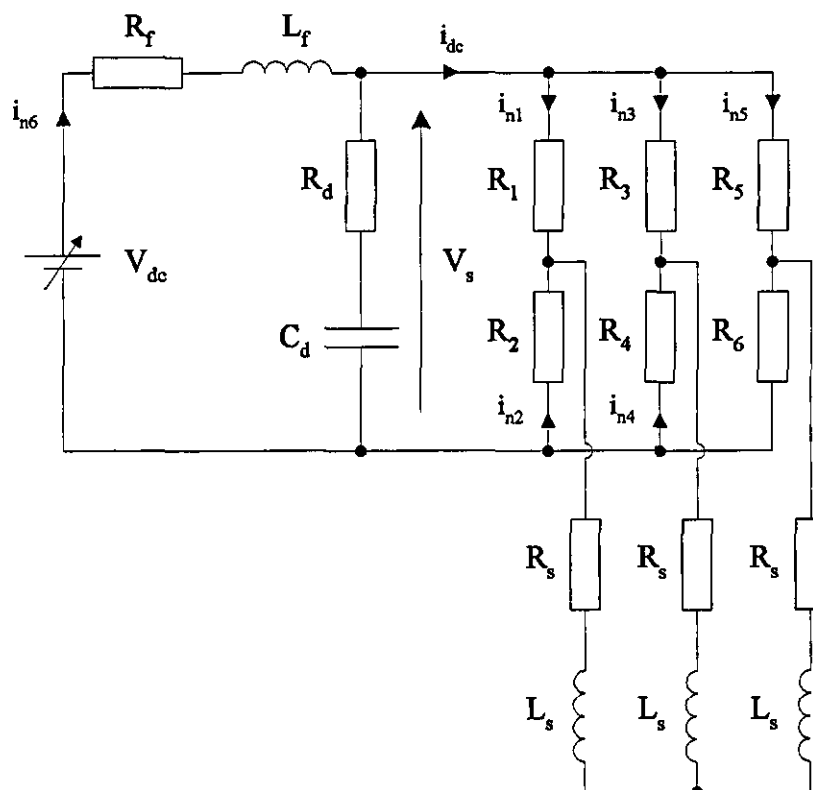 R_f L_f i_dc
i_n6 i_n1 i_n3 i_n5
R_d R_1 R_3 R_5
V_dc V_s
C_d R_2 R_4 R_6
i_n2 i_n4
R_s R_s R_s
L_s L_s L_s